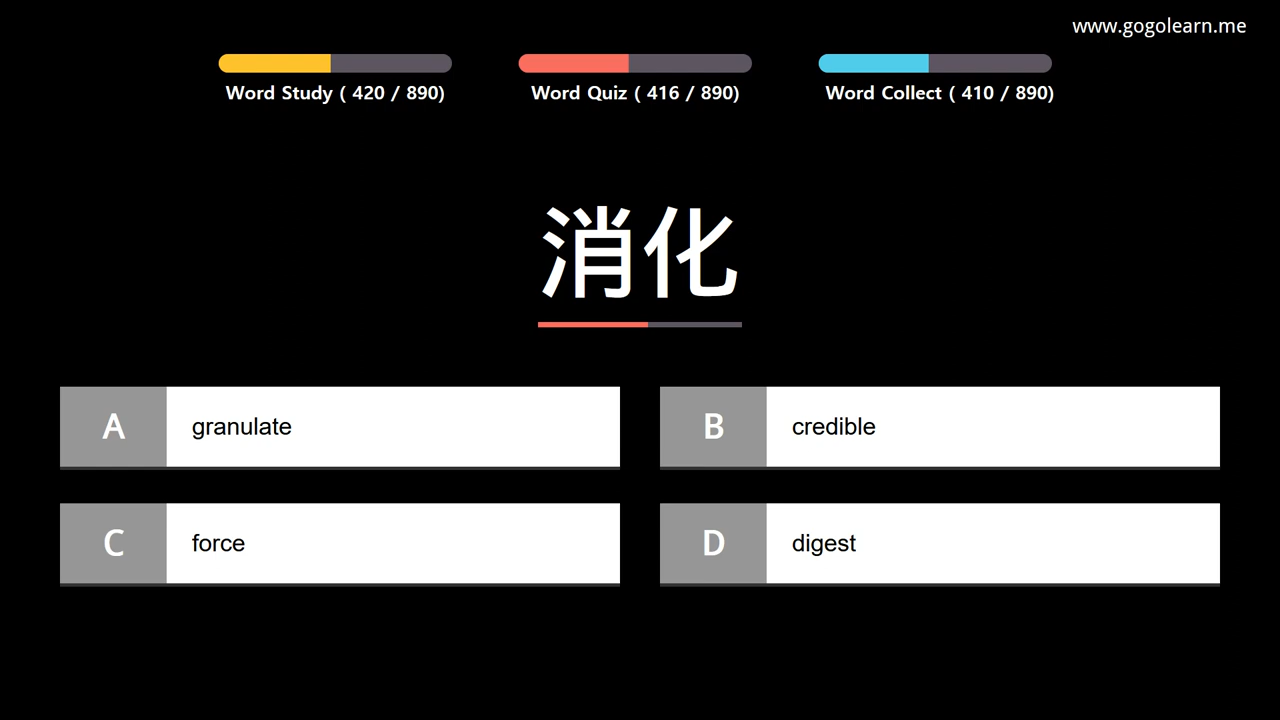 www.gogolearn.me
Word Study ( 420 / 890)
Word Quiz ( 416 / 890)
Word Collect ( 410 / 890)
消化
A granulate
B credible
C force
D digest